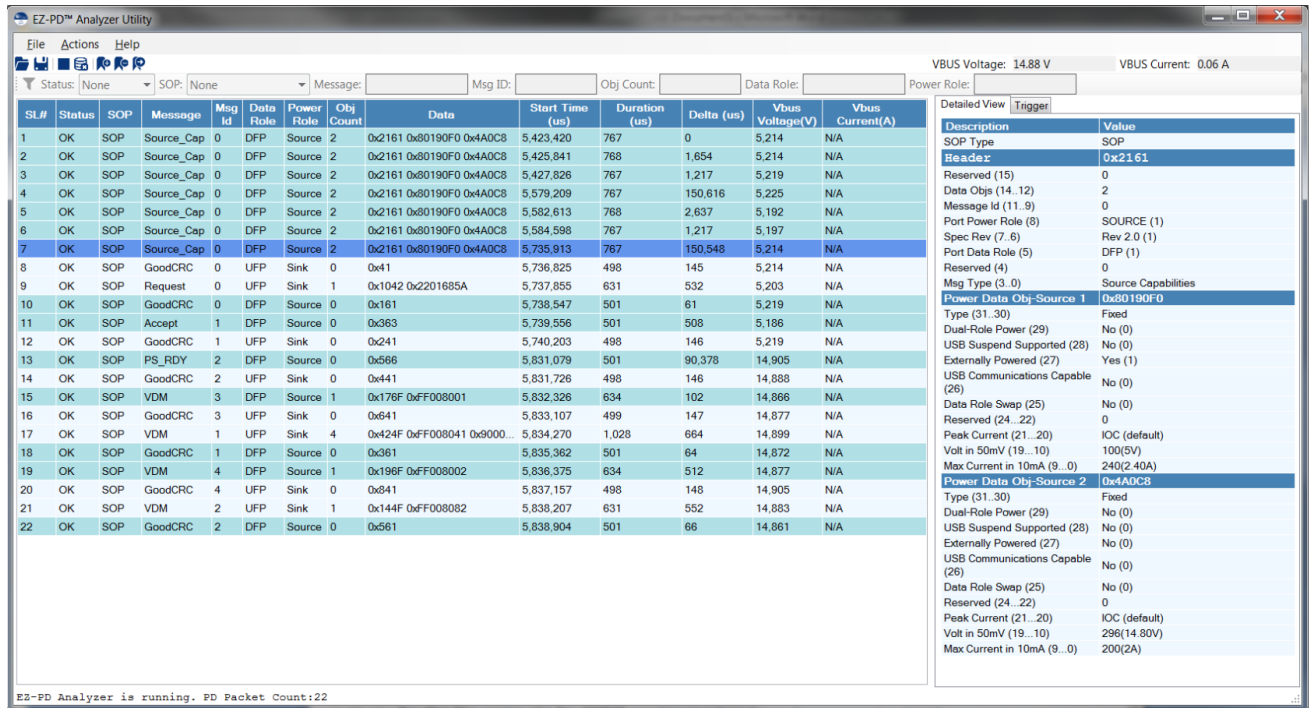 EZ-PD™ Analyzer Utility
File Actions Help
VBUS Voltage: 14.88 V VBUS Current: 0.06 A
Status: None SOP: None Message: Msg ID: Obj Count: Data Role: Power Role:
SL# Status SOP Message Msg Id Data Role Power Role Obj Count Data Start Time (us) Duration (us) Delta (us) Vbus Voltage(V) Vbus Current(A)
1 OK SOP Source_Cap 0 DFP Source 2 0x2161 0x80190F0 0x4A0C8 5,423,420 767 0 5,214 N/A
2 OK SOP Source_Cap 0 DFP Source 2 0x2161 0x80190F0 0x4A0C8 5,425,841 768 1,654 5,214 N/A
3 OK SOP Source_Cap 0 DFP Source 2 0x2161 0x80190F0 0x4A0C8 5,427,826 767 1,217 5,219 N/A
4 OK SOP Source_Cap 0 DFP Source 2 0x2161 0x80190F0 0x4A0C8 5,579,209 767 150,616 5,225 N/A
5 OK SOP Source_Cap 0 DFP Source 2 0x2161 0x80190F0 0x4A0C8 5,582,613 768 2,637 5,192 N/A
6 OK SOP Source_Cap 0 DFP Source 2 0x2161 0x80190F0 0x4A0C8 5,584,598 767 1,217 5,197 N/A
7 OK SOP Source_Cap 0 DFP Source 2 0x2161 0x80190F0 0x4A0C8 5,735,913 767 150,548 5,214 N/A
8 OK SOP GoodCRC 0 UFP Sink 0 0x41 5,736,825 498 145 5,214 N/A
9 OK SOP Request 0 UFP Sink 1 0x1042 0x2201685A 5,737,855 631 532 5,203 N/A
10 OK SOP GoodCRC 0 DFP Source 0 0x161 5,738,547 501 61 5,219 N/A
11 OK SOP Accept 1 DFP Source 0 0x363 5,739,556 501 508 5,186 N/A
12 OK SOP GoodCRC 1 UFP Sink 0 0x241 5,740,203 498 146 5,219 N/A
13 OK SOP PS_RDY 2 DFP Source 0 0x566 5,831,079 501 90,378 14,905 N/A
14 OK SOP GoodCRC 2 UFP Sink 0 0x441 5,831,726 498 146 14,888 N/A
15 OK SOP VDM 3 DFP Source 1 0x176F 0xFF008001 5,832,326 634 102 14,866 N/A
16 OK SOP GoodCRC 3 UFP Sink 0 0x641 5,833,107 499 147 14,877 N/A
17 OK SOP VDM 1 UFP Sink 4 0x424F 0xFF008041 0x9000... 5,834,270 1,028 664 14,899 N/A
18 OK SOP GoodCRC 1 DFP Source 0 0x361 5,835,362 501 64 14,872 N/A
19 OK SOP VDM 4 DFP Source 1 0x196F 0xFF008002 5,836,375 634 512 14,877 N/A
20 OK SOP GoodCRC 4 UFP Sink 0 0x841 5,837,157 498 148 14,905 N/A
21 OK SOP VDM 2 UFP Sink 1 0x144F 0xFF008082 5,838,207 631 552 14,883 N/A
22 OK SOP GoodCRC 2 DFP Source 0 0x561 5,838,904 501 66 14,861 N/A
Detailed View Trigger
Description Value
SOP Type SOP
Header 0x2161
Reserved (15) 0
Data Objs (14..12) 2
Message Id (11..9) 0
Port Power Role (8) SOURCE (1)
Spec Rev (7..6) Rev 2.0 (1)
Port Data Role (5) DFP (1)
Reserved (4) 0
Msg Type (3..0) Source Capabilities
Power Data Obj-Source 1 0x80190F0
Type (31..30) Fixed
Dual-Role Power (29) No (0)
USB Suspend Supported (28) No (0)
Externally Powered (27) Yes (1)
USB Communications Capable (26) No (0)
Data Role Swap (25) No (0)
Reserved (24...22) 0
Peak Current (21...20) IOC (default)
Volt in 50mV (19...10) 100(5V)
Max Current in 10mA (9...0) 240(2.40A)
Power Data Obj-Source 2 0x4A0C8
Type (31..30) Fixed
Dual-Role Power (29) No (0)
USB Suspend Supported (28) No (0)
Externally Powered (27) No (0)
USB Communications Capable (26) No (0)
Data Role Swap (25) No (0)
Reserved (24...22) 0
Peak Current (21...20) IOC (default)
Volt in 50mV (19...10) 296(14.80V)
Max Current in 10mA (9...0) 200(2A)
EZ-PD Analyzer is running. PD Packet Count:22